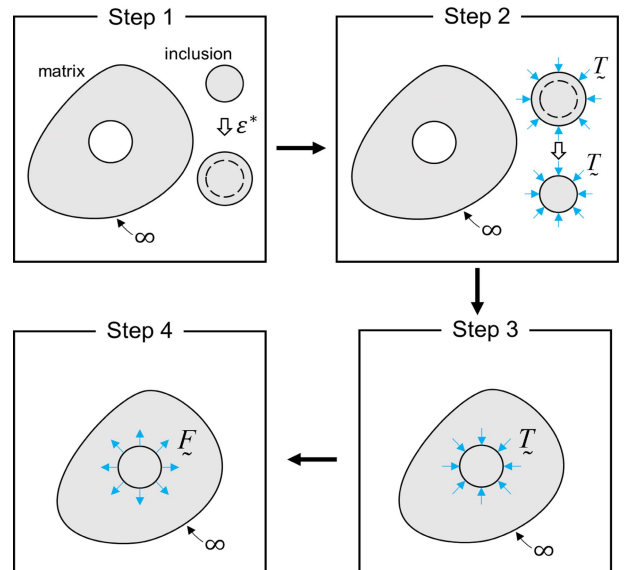 Step 1
matrix
inclusion
ε*
∞
Step 2
T
T
∞
Step 4
F
∞
Step 3
T
∞